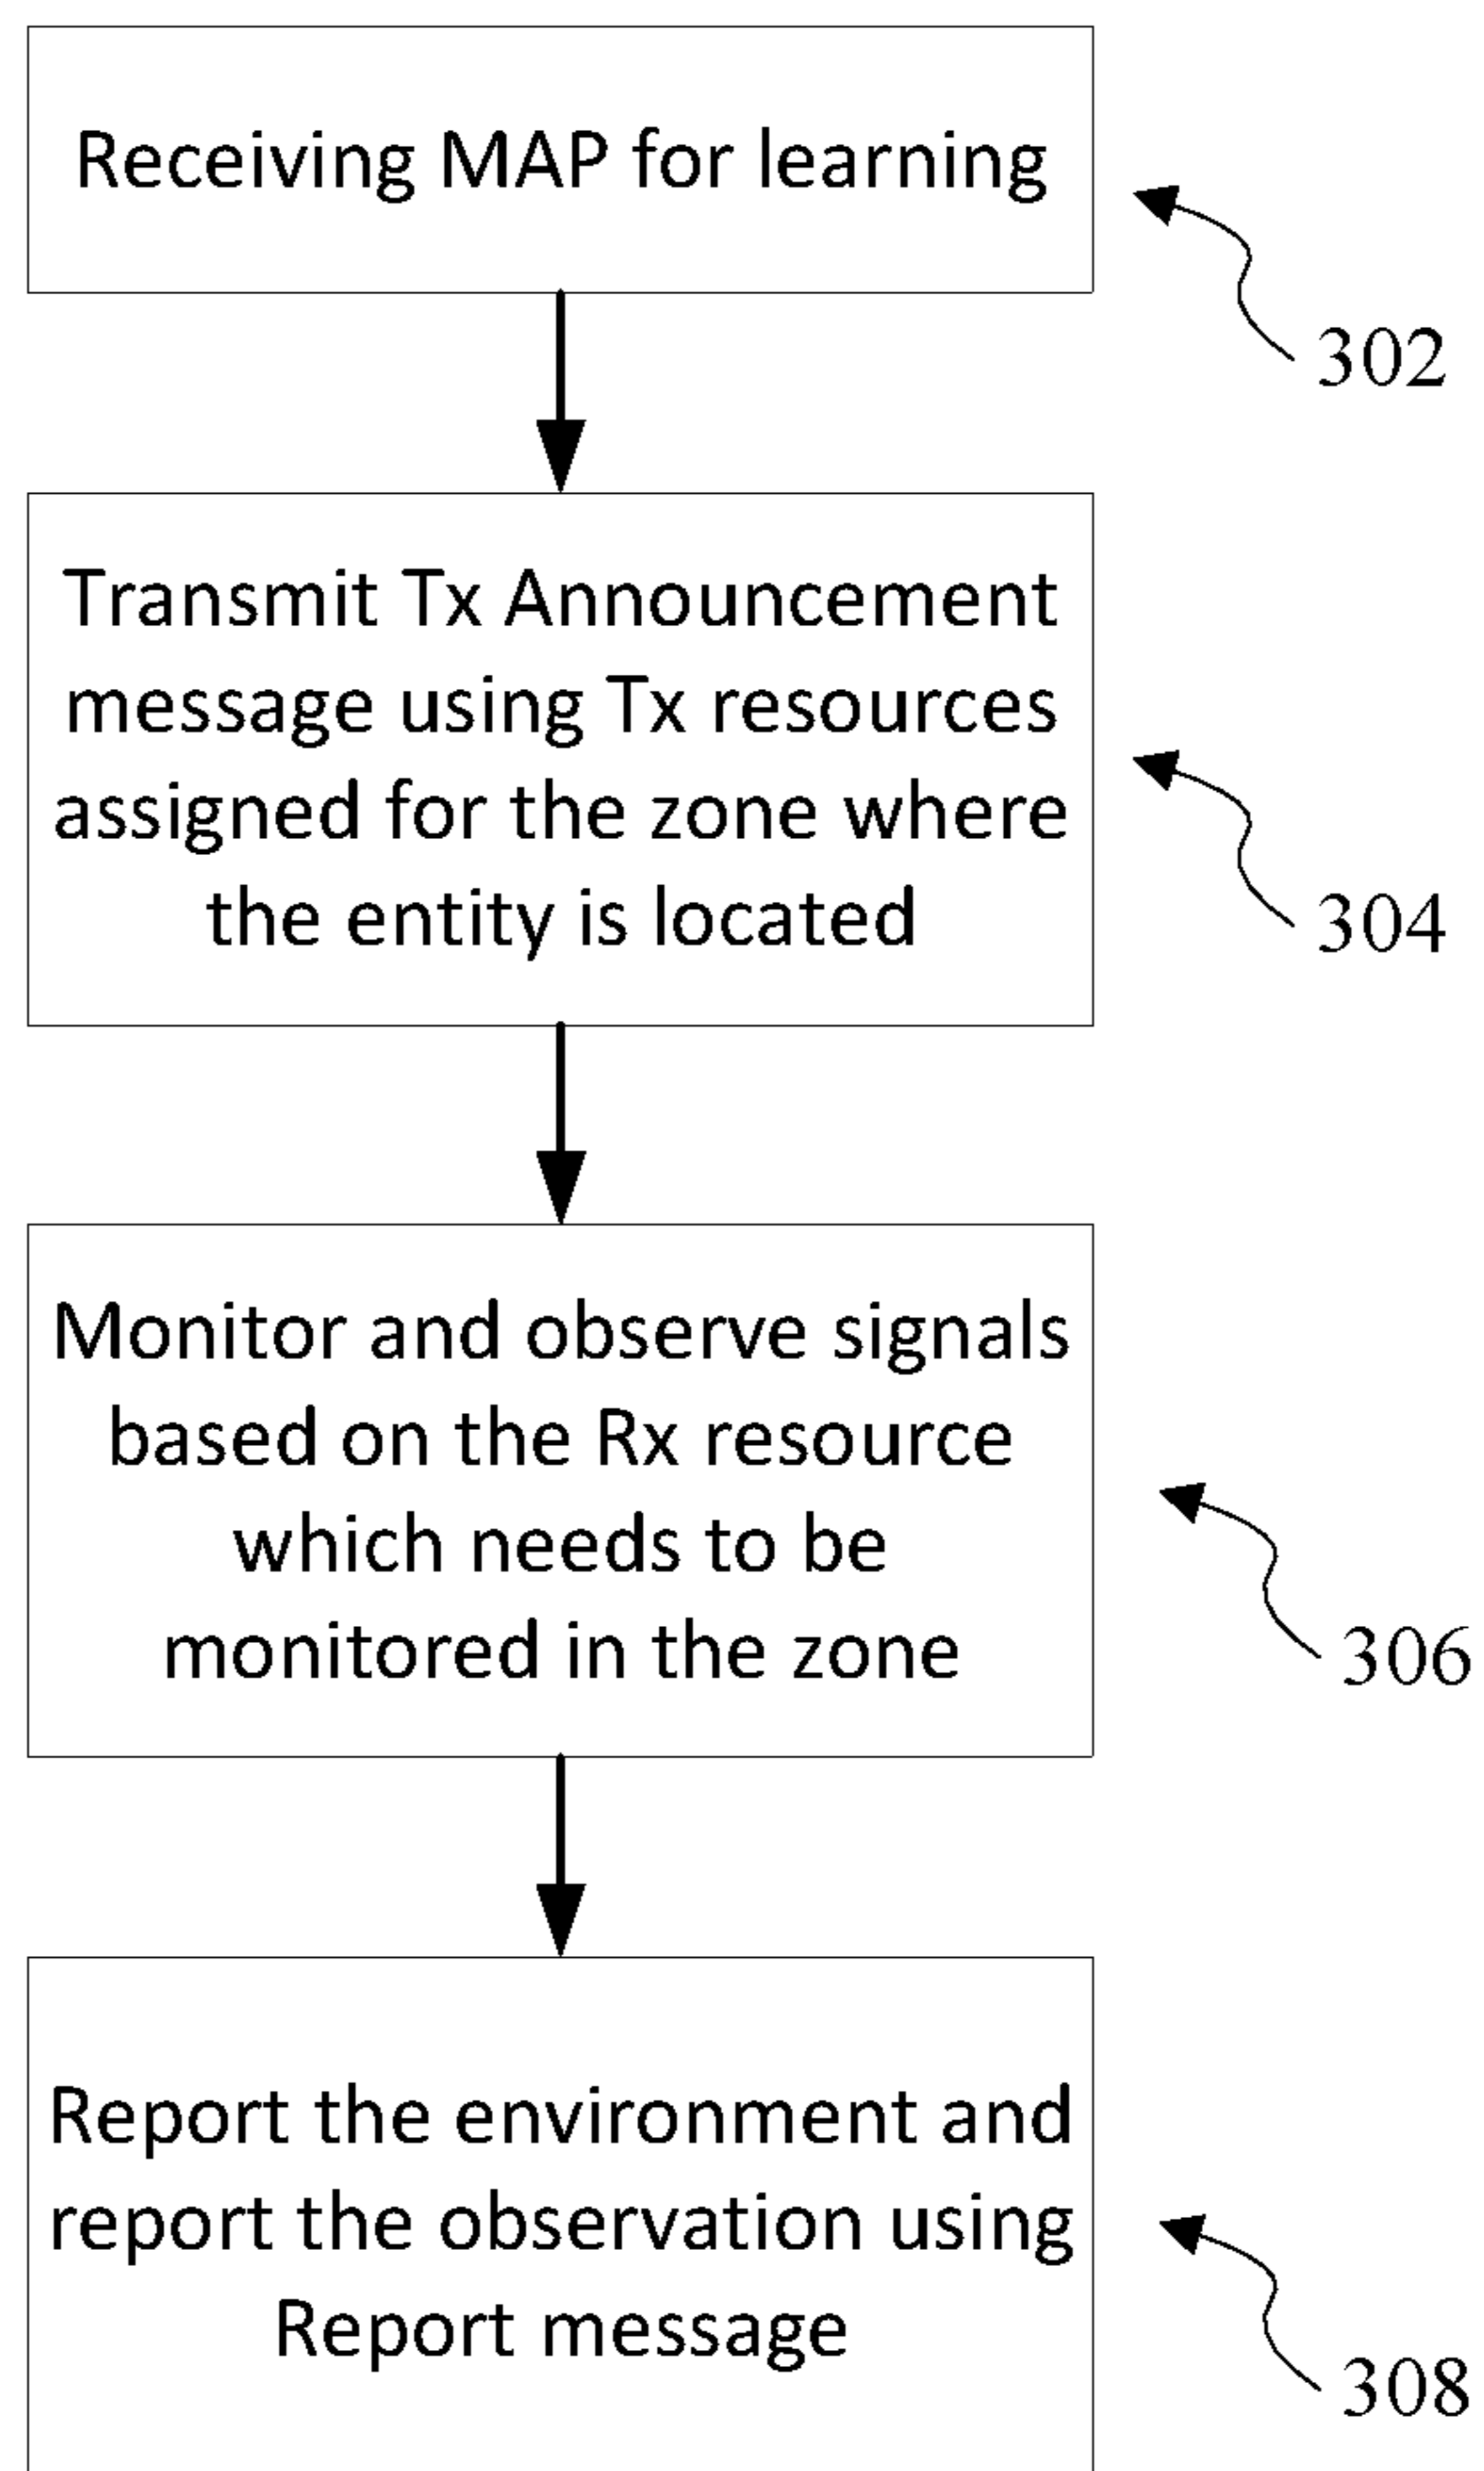 Receiving MAP for learning
302
Transmit Tx Announcement
message using Tx resources
assigned for the zone where
the entity is located
304
Monitor and observe signals
based on the Rx resource
which needs to be
monitored in the zone
306
Report the environment and
report the observation using
Report message
308